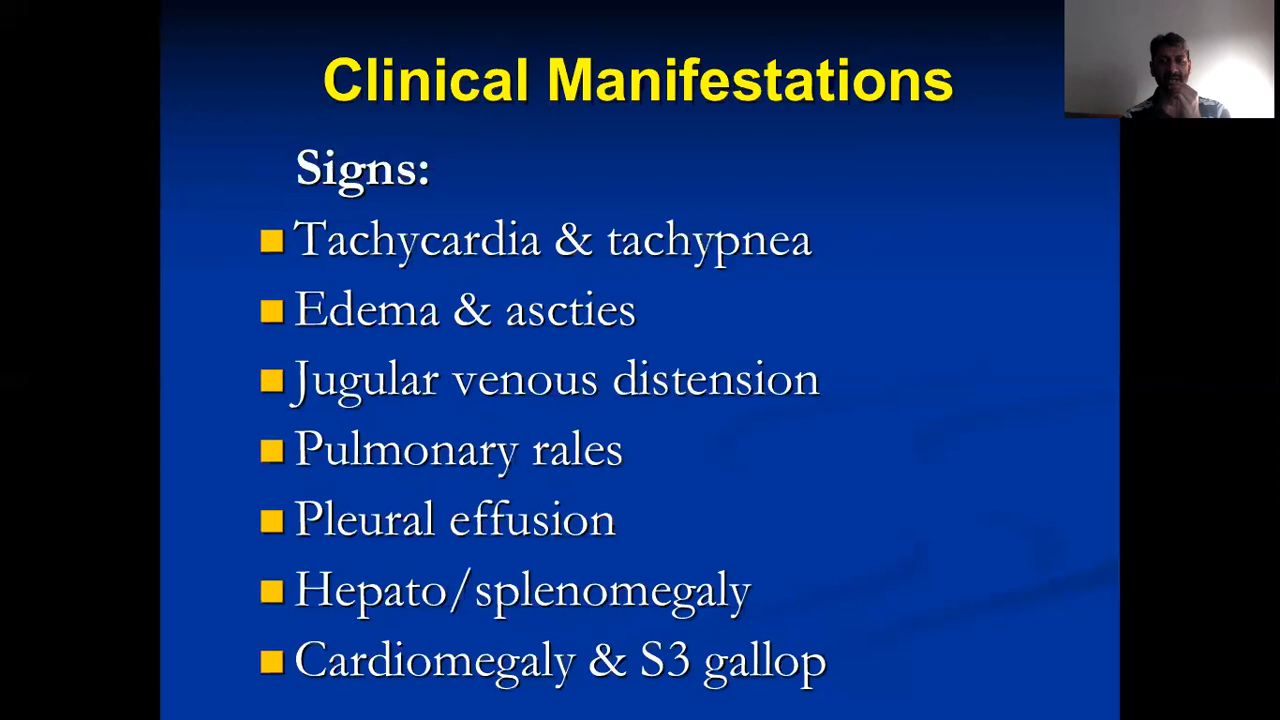 Clinical Manifestations
Signs:
Tachycardia & tachypnea
Edema & ascties
Jugular venous distension
Pulmonary rales
Pleural effusion
Hepato/splenomegaly
Cardiomegaly & S3 gallop